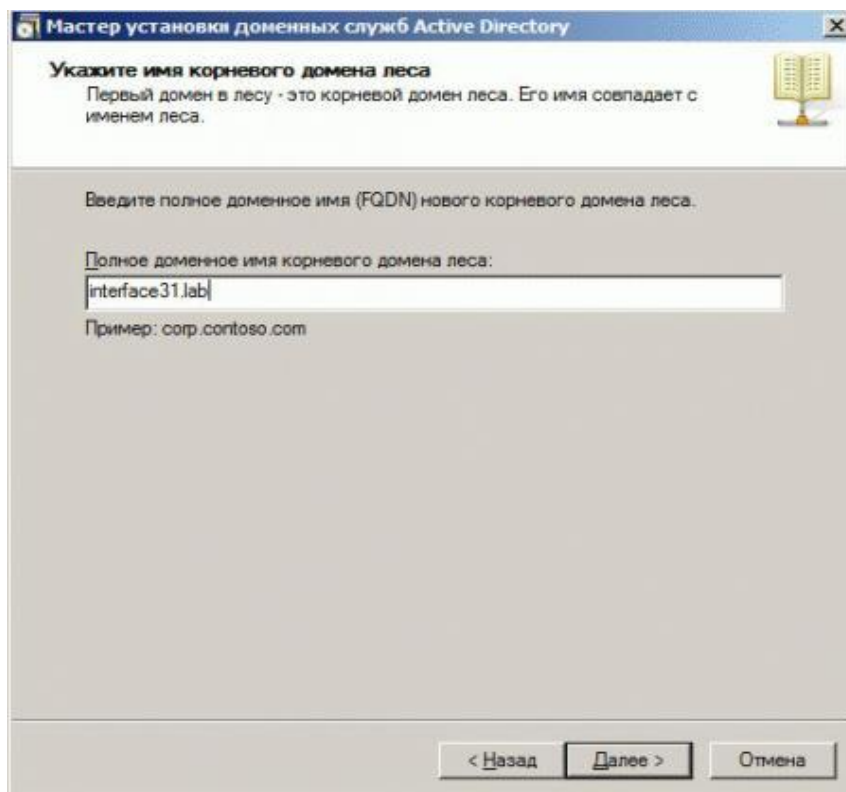 Мастер установки доменных служб Active Directory
Укажите имя корневого домена леса
Первый домен в лесу - это корневой домен леса. Его имя совпадает с
именем леса.
Введите полное доменное имя (FQDN) нового корневого домена леса.
Полное доменное имя корневого домена леса:
interface31.lab
Пример: corp.contoso.com
< Назад Далее > Отмена